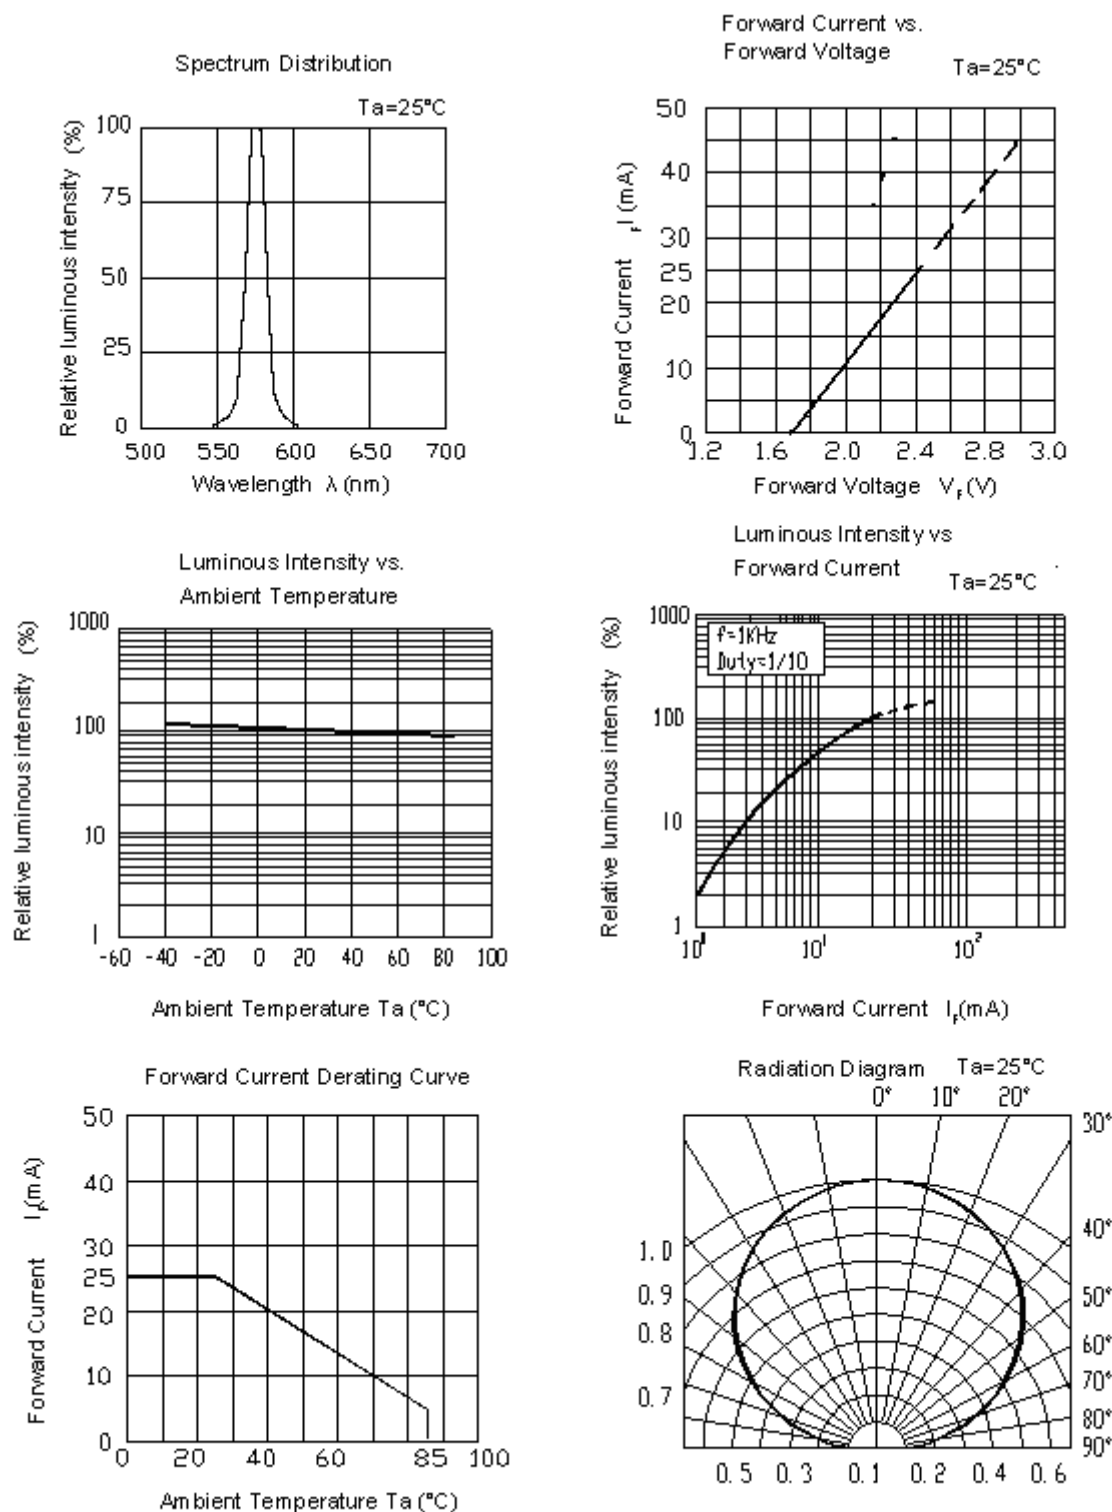 Spectrum Distribution
Ta=25°C
Relative luminous intensity (%)
100
75
50
25
0
500 550 600 650 700
Wavelength λ (nm)
Forward Current vs.
Forward Voltage
Ta=25°C
Forward Current FI (mA)
50
40
30
25
20
10
0
1.2 1.6 2.0 2.4 2.8 3.0
Forward Voltage VF(V)
Luminous Intensity vs.
Ambient Temperature
Relative luminous intensity (%)
1000
100
10
1
-60 -40 -20 0 20 40 60 80 100
Ambient Temperature Ta (°C)
Luminous Intensity vs
Forward Current
Ta=25°C
f=1KHz
Duty=1/10
Relative luminous intensity (%)
1000
100
10
1
10¹ 10²
Forward Current IF(mA)
Forward Current Derating Curve
Forward Current IF(mA)
50
40
30
25
20
10
0
0 20 40 60 85 100
Ambient Temperature Ta (°C)
Radiation Diagram Ta=25°C
0° 10° 20°
30°
40°
50°
60°
70°
80°
90°
1.0
0.9
0.8
0.7
0.5 0.3 0.1 0.2 0.4 0.6